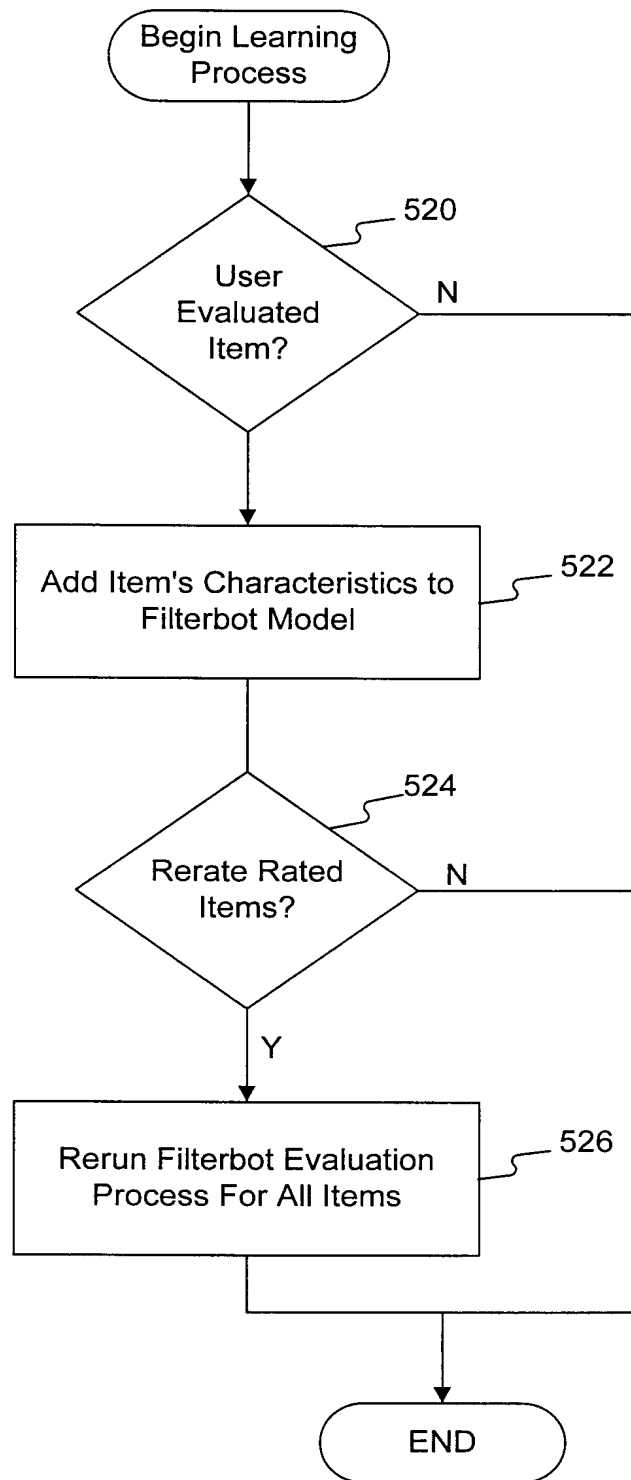 Begin Learning
Process
520
User
Evaluated
Item?
N
Add Item's Characteristics to
Filterbot Model
522
524
Rerate Rated
Items?
N
Y
Rerun Filterbot Evaluation
Process For All Items
526
END